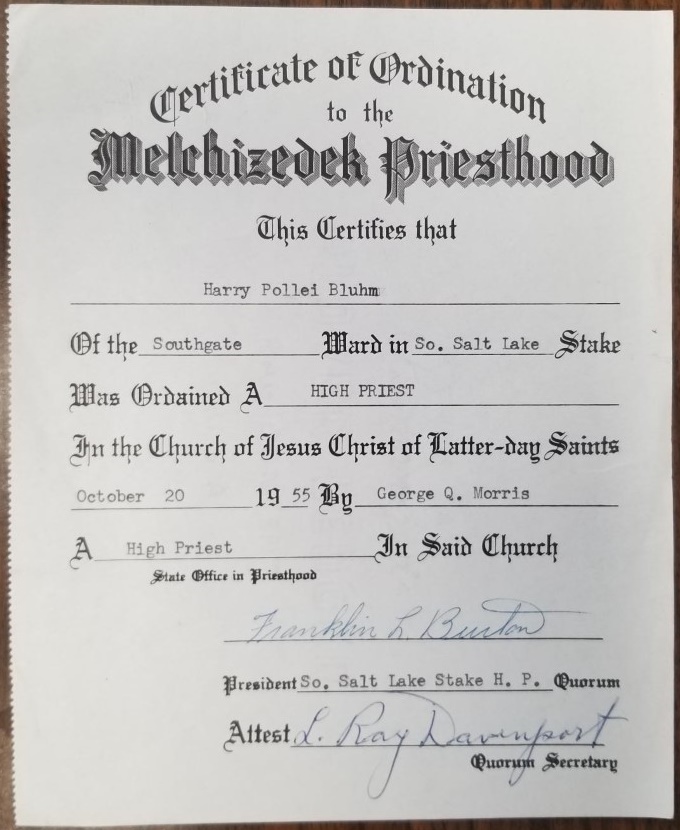 Certificate of Ordination
to the
Melchizedek Priesthood
This Certifies that
Harry Pollei Bluhm
Of the Southgate Ward in So. Salt Lake Stake
Was Ordained A HIGH PRIEST
In the Church of Jesus Christ of Latter-day Saints
October 20 19 55 By George Q. Morris
A High Priest In Said Church
State Office in Priesthood
Franklin L. Burton
President So. Salt Lake Stake H. P. Quorum
Attest L. Ray Davenport
Quorum Secretary